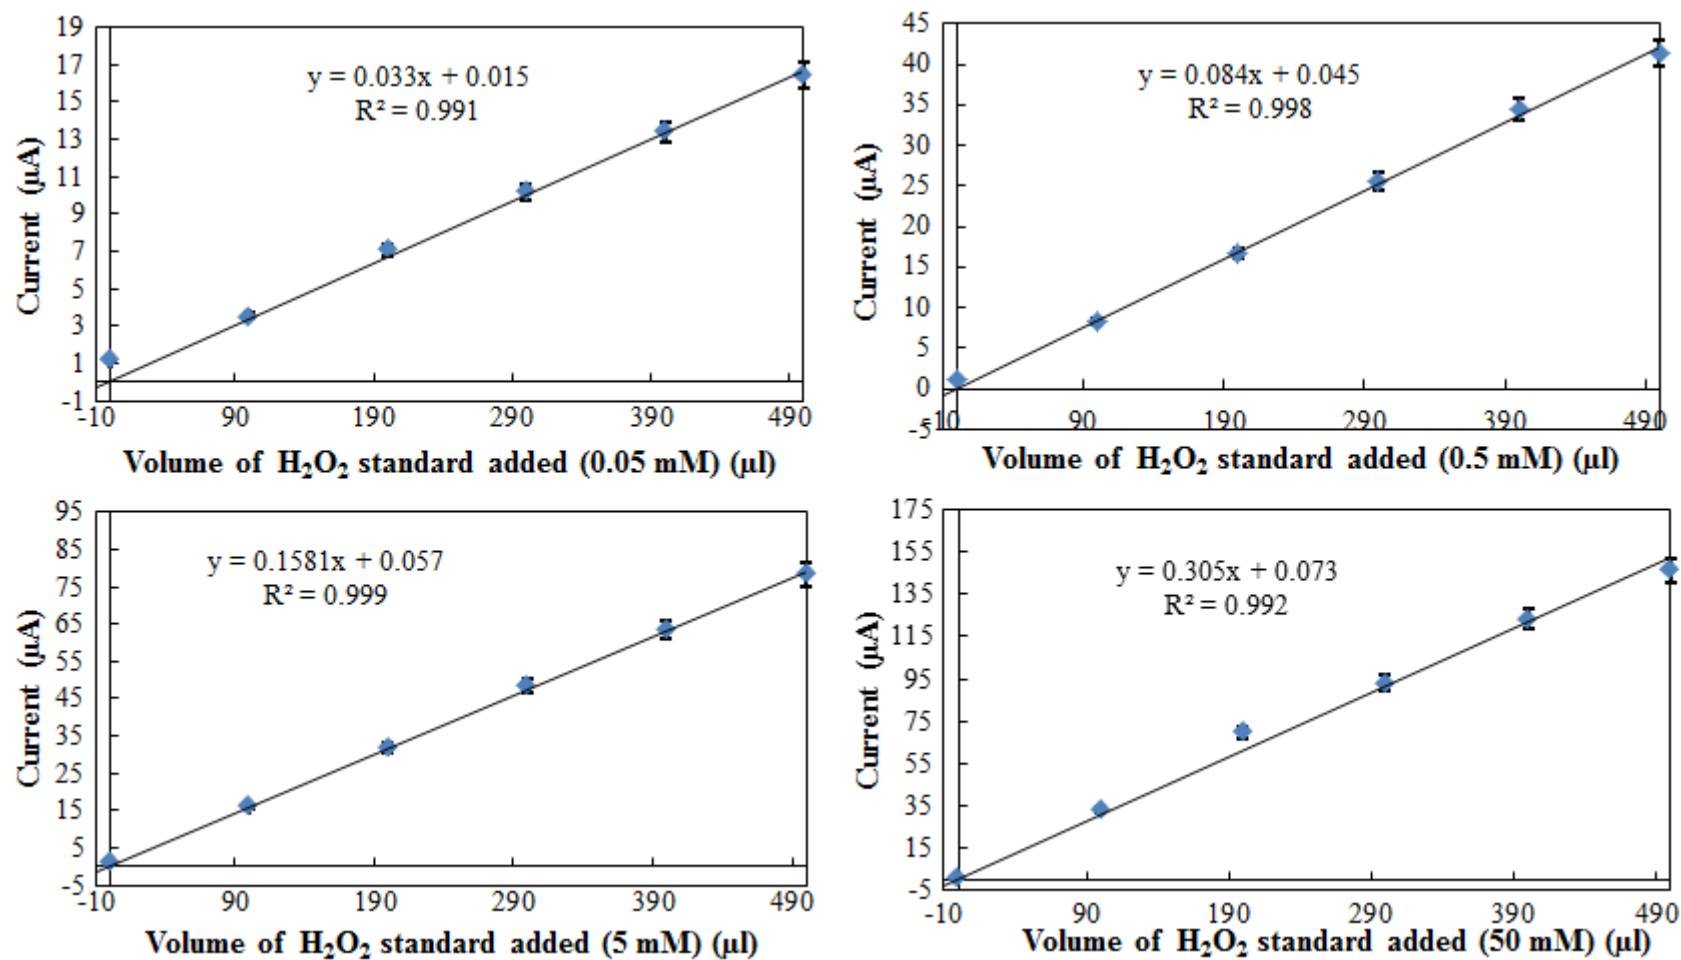 19
17
15
13
11
9
7
5
3
1
-1
Current (µA)
y = 0.033x + 0.015
R² = 0.991
-10 90 190 290 390 490
Volume of H₂O₂ standard added (0.05 mM) (µl)
45
40
35
30
25
20
15
10
5
0
-5
Current (µA)
y = 0.084x + 0.045
R² = 0.998
-10 90 190 290 390 490
Volume of H₂O₂ standard added (0.5 mM) (µl)
95
85
75
65
55
45
35
25
15
5
-5
Current (µA)
y = 0.1581x + 0.057
R² = 0.999
-10 90 190 290 390 490
Volume of H₂O₂ standard added (5 mM) (µl)
175
155
135
115
95
75
55
35
15
-5
Current (µA)
y = 0.305x + 0.073
R² = 0.992
-10 90 190 290 390 490
Volume of H₂O₂ standard added (50 mM) (µl)